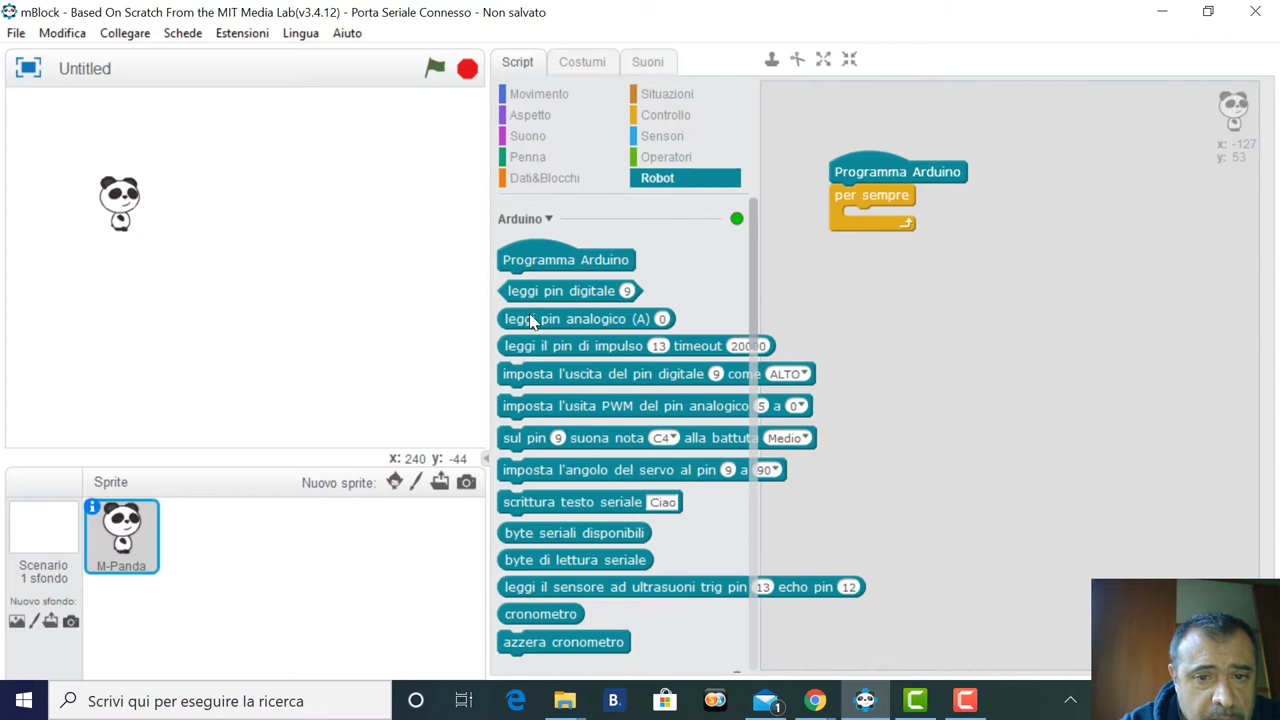 mBlock - Based On Scratch From the MIT Media Lab(v3.4.12) - Porta Seriale Connesso - Non salvato
File Modifica Collegare Schede Estensioni Lingua Aiuto
Untitled
Script Costumi Suoni
Movimento Situazioni
Aspetto Controllo
Suono Sensori
Penna Operatori
Dati&Blocchi Robot
Arduino
Programma Arduino
leggi pin digitale 9
leggi pin analogico (A) 0
leggi il pin di impulso 13 timeout 20000
imposta l'uscita del pin digitale 9 come ALTO
imposta l'usita PWM del pin analogico 5 a 0
sul pin 9 suona nota C4 alla battuta Medio
imposta l'angolo del servo al pin 9 a 90
scrittura testo seriale Ciao
byte seriali disponibili
byte di lettura seriale
leggi il sensore ad ultrasuoni trig pin 13 echo pin 12
cronometro
azzera cronometro
Programma Arduino
per sempre
x: -127
y: 53
x: 240 y: -44
Sprite Nuovo sprite:
Scenario
1 sfondo
Nuovo sfondo:
M-Panda
Scrivi qui per eseguire la ricerca
B.
1